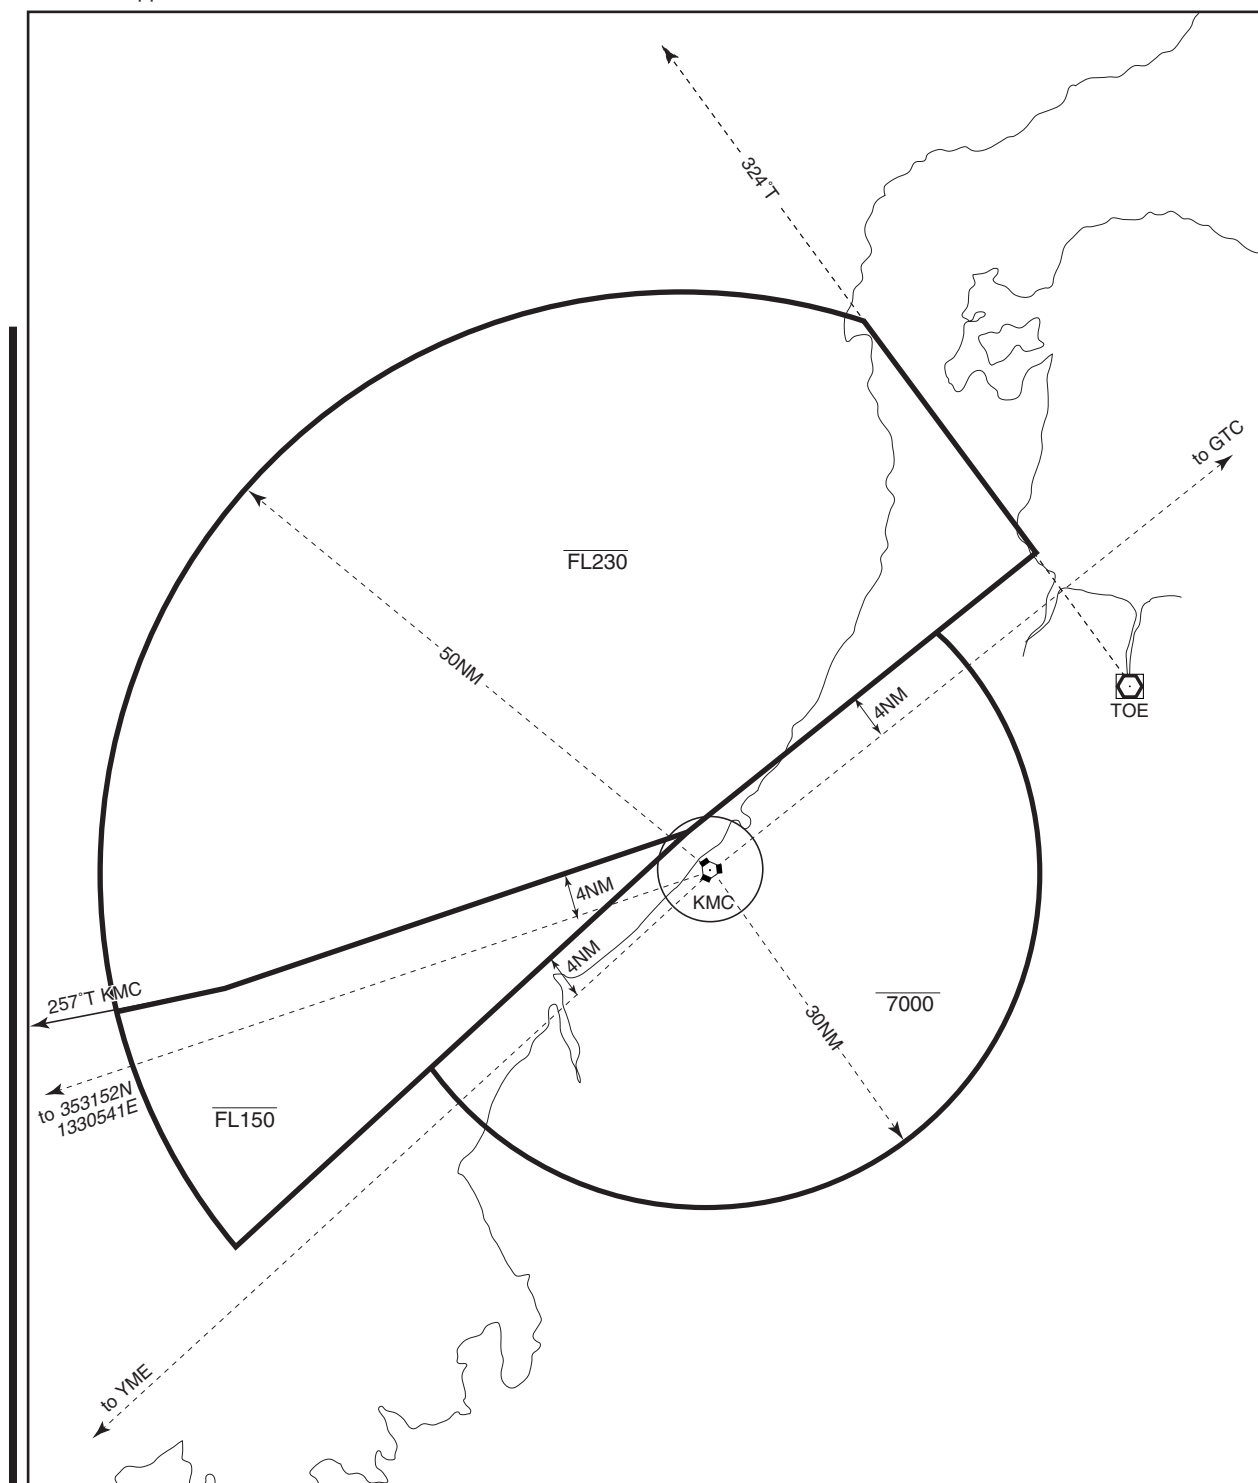 324°T
to GTC
FL230
50NM
4NM
TOE
4NM
KMC
4NM
257°T KMC
7000
30NM
to 353152N
1330541E
FL150
to YME